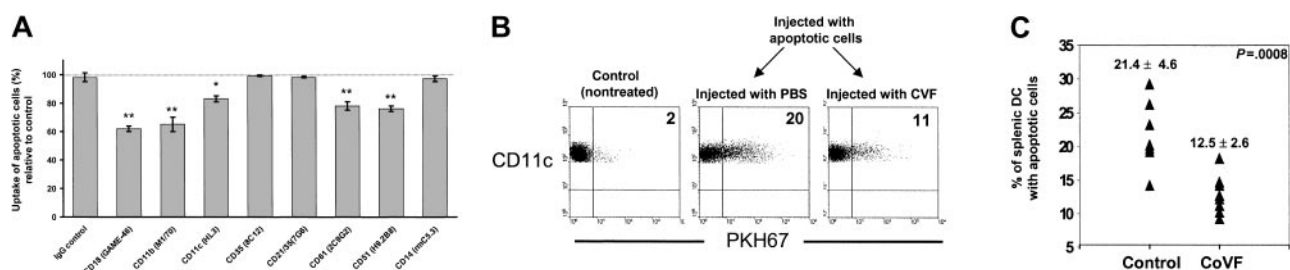 A
Uptake of apoptotic cells (%)
relative to control
100
80
60
40
20
0
**
**
*
**
**
IgG control
CD18 (GAME-46)
CD11b (M1/70)
CD11c (HL3)
CD35 (8C12)
CD21/35(7G6)
CD61 (2C9G2)
CD51 (H9.2B8)
CD14 (rmC5-3)
B
Injected with
apoptotic cells
Control
(nontreated)
Injected with PBS
Injected with CVF
2
20
11
CD11c
PKH67
C
% of splenic DC
with apoptotic cells
35
30
25
20
15
10
5
P=.0008
21.4 ± 4.6
12.5 ± 2.6
Control
CoVF